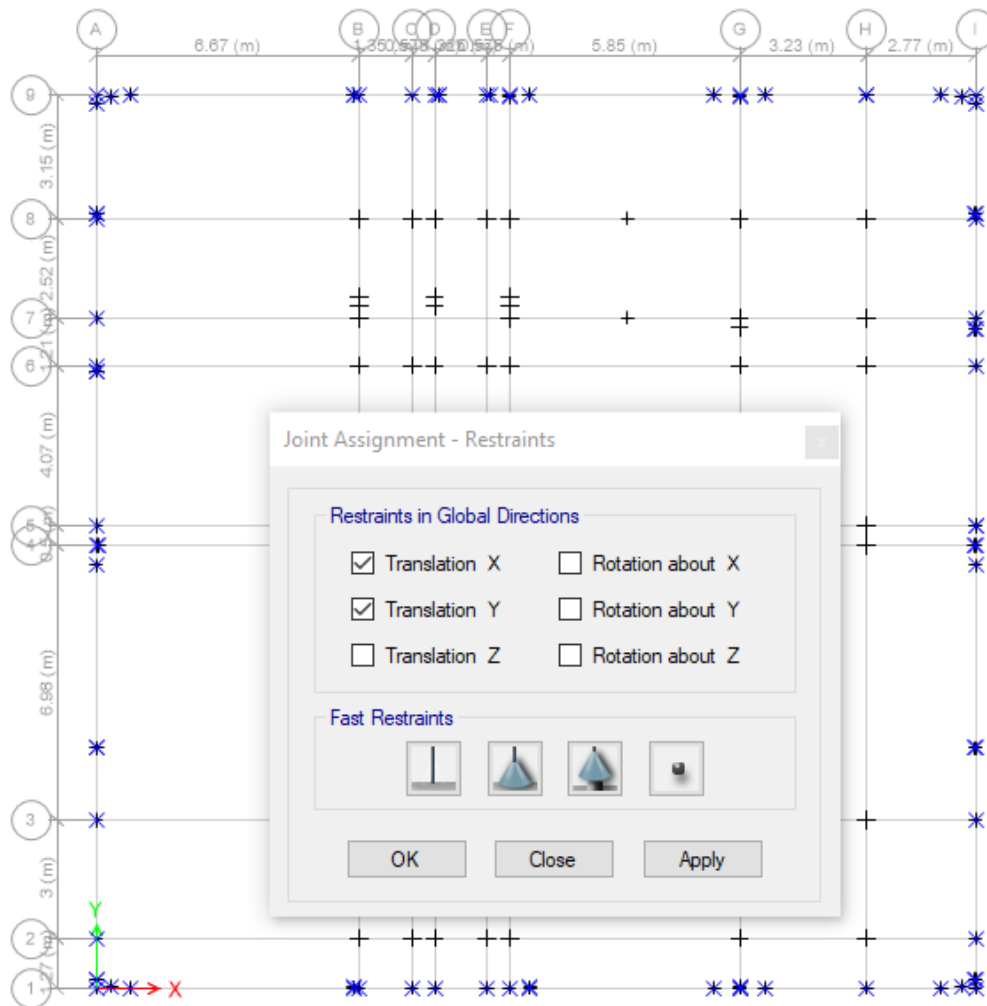 A B C D E F G H I
6.67 (m) 5.85 (m) 3.23 (m) 2.77 (m)
9
3.15 (m)
8
2.52 (m)
7
6
4.07 (m)
5
4
6.98 (m)
3
3 (m)
2
1
Y
X
Joint Assignment - Restraints
x
Restraints in Global Directions
Translation X Rotation about X
Translation Y Rotation about Y
Translation Z Rotation about Z
Fast Restraints
OK Close Apply